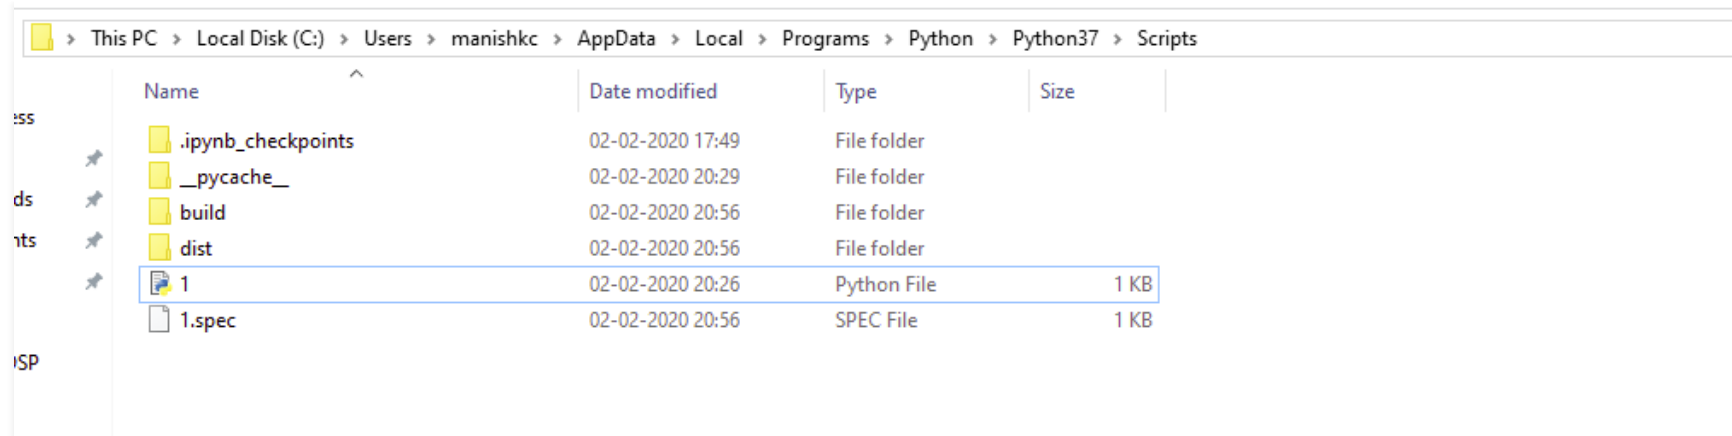 This PC > Local Disk (C:) > Users > manishkc > AppData > Local > Programs > Python > Python37 > Scripts
Name Date modified Type Size
.ipynb_checkpoints 02-02-2020 17:49 File folder
__pycache__ 02-02-2020 20:29 File folder
build 02-02-2020 20:56 File folder
dist 02-02-2020 20:56 File folder
1 02-02-2020 20:26 Python File 1 KB
1.spec 02-02-2020 20:56 SPEC File 1 KB
ess
ds
nts